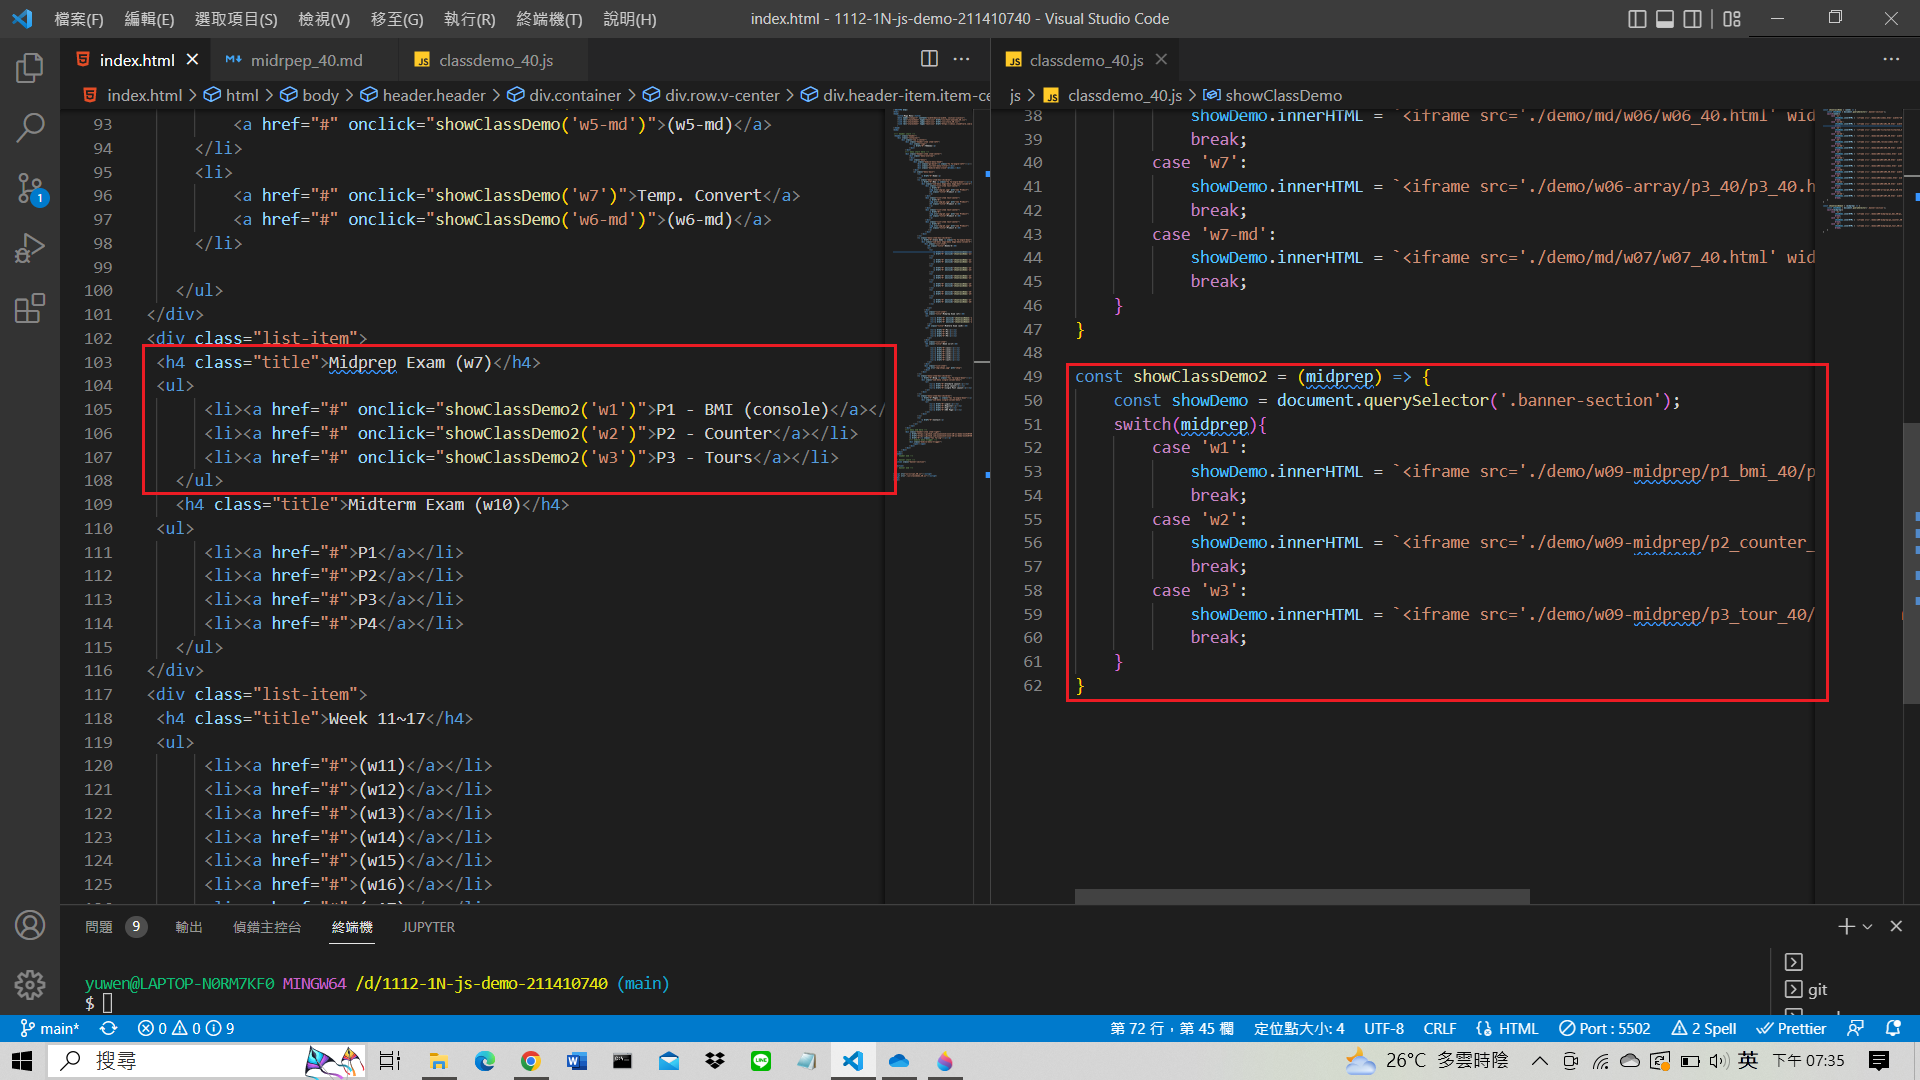 檔案(F) 編輯(E) 選取項目(S) 檢視(V) 移至(G) 執行(R) 終端機(T) 說明(H)
index.html - 1112-1N-js-demo-211410740 - Visual Studio Code
index.html
midrpep_40.md
classdemo_40.js
index.html > html > body > header.header > div.container > div.row.v-center > div.header-item.item-ce
93 <a href="#" onclick="showClassDemo('w5-md')">(w5-md)</a>
94 </li>
95 <li>
96 <a href="#" onclick="showClassDemo('w7')">Temp. Convert</a>
97 <a href="#" onclick="showClassDemo('w6-md')">(w6-md)</a>
98 </li>
99
100 </ul>
101 </div>
102 <div class="list-item">
103 <h4 class="title">Midprep Exam (w7)</h4>
104 <ul>
105 <li><a href="#" onclick="showClassDemo2('w1')">P1 - BMI (console)</a></
106 <li><a href="#" onclick="showClassDemo2('w2')">P2 - Counter</a></li>
107 <li><a href="#" onclick="showClassDemo2('w3')">P3 - Tours</a></li>
108 </ul>
109 <h4 class="title">Midterm Exam (w10)</h4>
110 <ul>
111 <li><a href="#">P1</a></li>
112 <li><a href="#">P2</a></li>
113 <li><a href="#">P3</a></li>
114 <li><a href="#">P4</a></li>
115 </ul>
116 </div>
117 <div class="list-item">
118 <h4 class="title">Week 11~17</h4>
119 <ul>
120 <li><a href="#">(w11)</a></li>
121 <li><a href="#">(w12)</a></li>
122 <li><a href="#">(w13)</a></li>
123 <li><a href="#">(w14)</a></li>
124 <li><a href="#">(w15)</a></li>
125 <li><a href="#">(w16)</a></li>
classdemo_40.js
js > classdemo_40.js > showClassDemo
38 showDemo.innerHTML = `<iframe src='./demo/md/w06/w06_40.html' wid
39 break;
40 case 'w7':
41 showDemo.innerHTML = `<iframe src='./demo/w06-array/p3_40/p3_40.h
42 break;
43 case 'w7-md':
44 showDemo.innerHTML = `<iframe src='./demo/md/w07/w07_40.html' wid
45 break;
46 }
47 }
48
49 const showClassDemo2 = (midprep) => {
50 const showDemo = document.querySelector('.banner-section');
51 switch(midprep){
52 case 'w1':
53 showDemo.innerHTML = `<iframe src='./demo/w09-midprep/p1_bmi_40/p
54 break;
55 case 'w2':
56 showDemo.innerHTML = `<iframe src='./demo/w09-midprep/p2_counter_
57 break;
58 case 'w3':
59 showDemo.innerHTML = `<iframe src='./demo/w09-midprep/p3_tour_40/
60 break;
61 }
62 }
問題 9 輸出 偵錯主控台 終端機 JUPYTER
yuwen@LAPTOP-N0RM7KF0 MINGW64 /d/1112-1N-js-demo-211410740 (main)
$
git
main* 0 0 9
第 72 行，第 45 欄 定位點大小: 4 UTF-8 CRLF HTML Port : 5502 2 Spell Prettier
搜尋
26°C 多雲時陰 英 下午 07:35